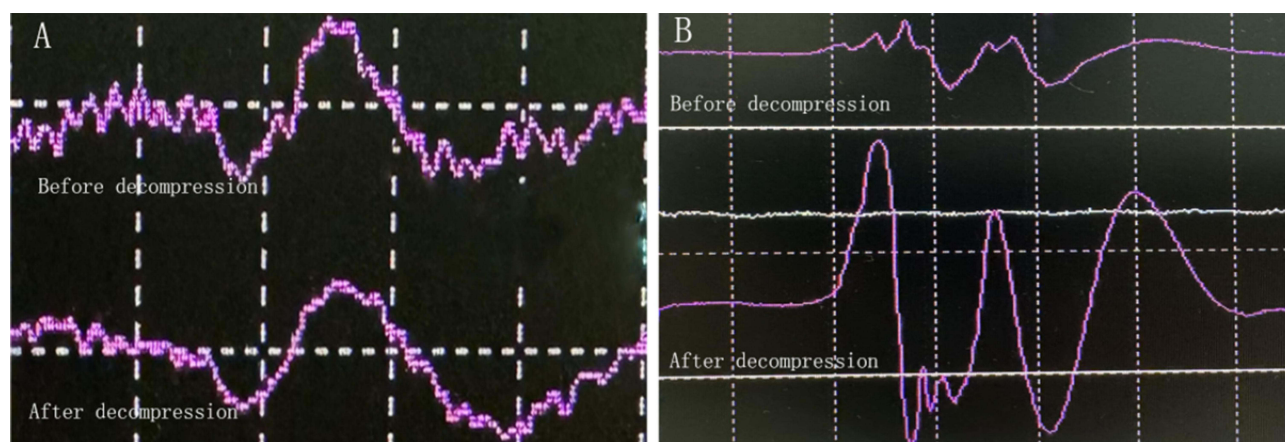 A
Before decompression
After decompression
B
Before decompression
After decompression